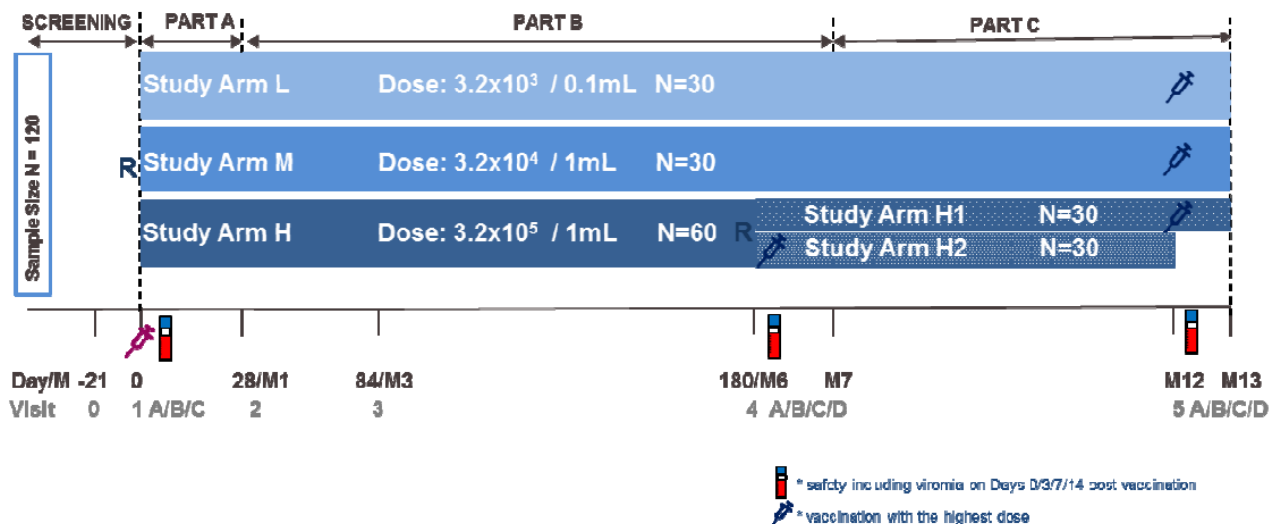 SCREENING PART A PART B PART C
Sample Size N = 120
Study Arm L Dose: 3.2x10³ / 0.1mL N=30
R
Study Arm M Dose: 3.2x10⁴ / 1mL N=30
Study Arm H Dose: 3.2x10⁵ / 1mL N=60 R
Study Arm H1 N=30
Study Arm H2 N=30
Day/M -21 0 28/M1 84/M3 180/M6 M7 M12 M13
Visit 0 1 A/B/C 2 3 4 A/B/C/D 5 A/B/C/D
* safety including viremia on Days 0/3/7/14 post vaccination
* vaccination with the highest dose